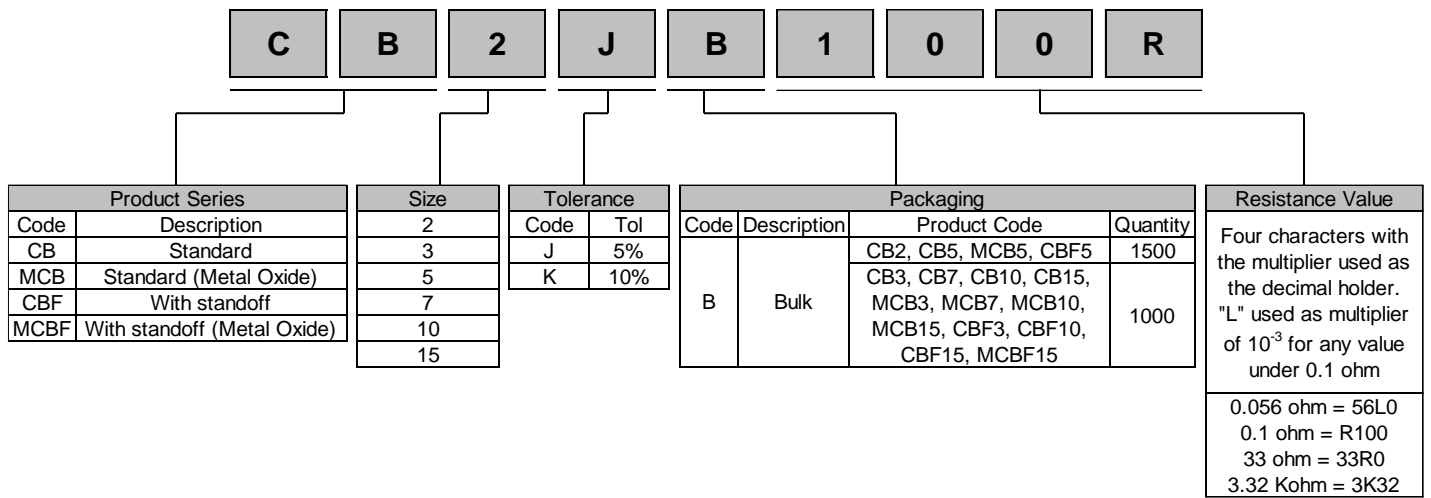 C B 2 J B 1 0 0 R
Product Series
Code Description
CB Standard
MCB Standard (Metal Oxide)
CBF With standoff
MCBF With standoff (Metal Oxide)
Size
2
3
5
7
10
15
Tolerance
Code Tol
J 5%
K 10%
Packaging
Code Description Product Code Quantity
B Bulk
CB2, CB5, MCB5, CBF5 1500
CB3, CB7, CB10, CB15,
MCB3, MCB7, MCB10,
MCB15, CBF3, CBF10,
CBF15, MCBF15
1000
Resistance Value
Four characters with
the multiplier used as
the decimal holder.
"L" used as multiplier
of 10⁻³ for any value
under 0.1 ohm
0.056 ohm = 56L0
0.1 ohm = R100
33 ohm = 33R0
3.32 Kohm = 3K32